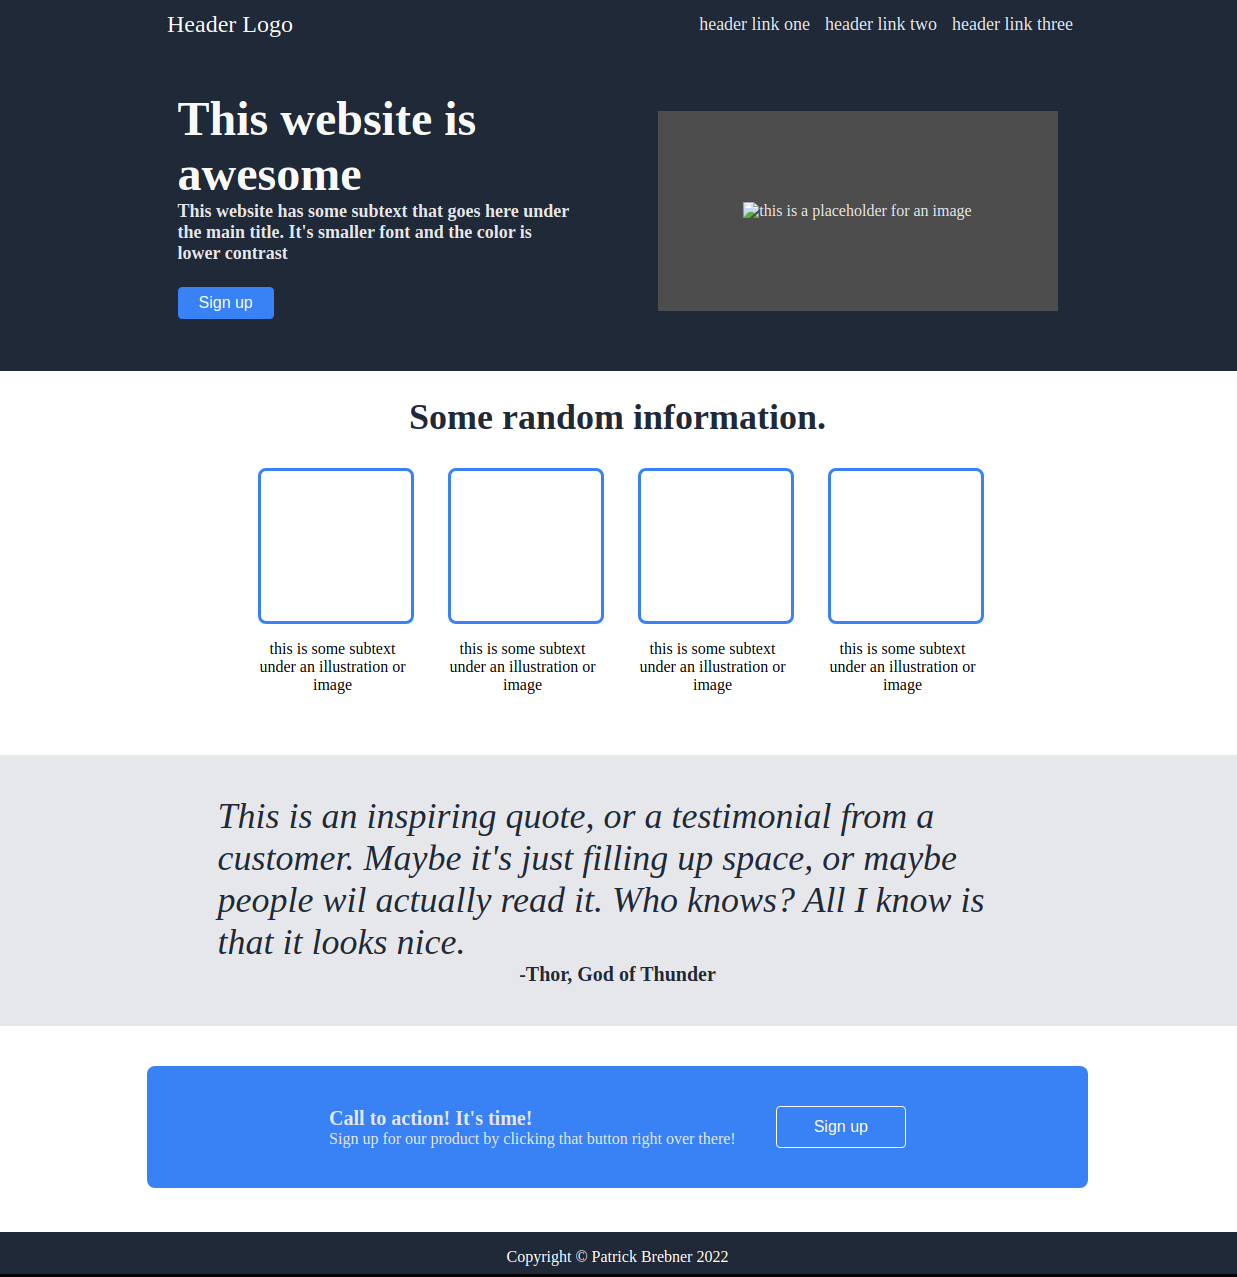 Header Logo
header link one header link two header link three
This website is
awesome
This website has some subtext that goes here under
the main title. It's smaller font and the color is
lower contrast
Sign up
this is a placeholder for an image
Some random information.
this is some subtext
under an illustration or
image
this is some subtext
under an illustration or
image
this is some subtext
under an illustration or
image
this is some subtext
under an illustration or
image
This is an inspiring quote, or a testimonial from a
customer. Maybe it's just filling up space, or maybe
people wil actually read it. Who knows? All I know is
that it looks nice.
-Thor, God of Thunder
Call to action! It's time!
Sign up for our product by clicking that button right over there!
Sign up
Copyright © Patrick Brebner 2022